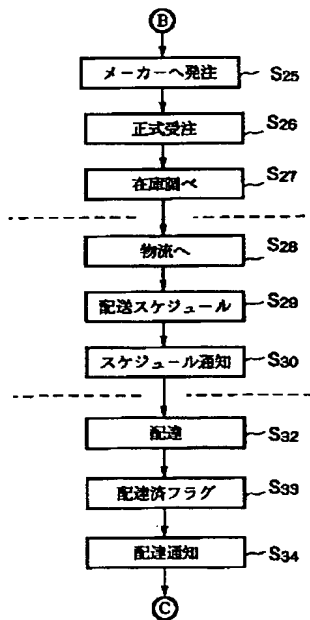 B
メーカーへ発注 S25
正式受注 S26
在庫調べ S27
物流へ S28
配送スケジュール S29
スケジュール通知 S30
配達 S32
配達済フラグ S33
配達通知 S34
C